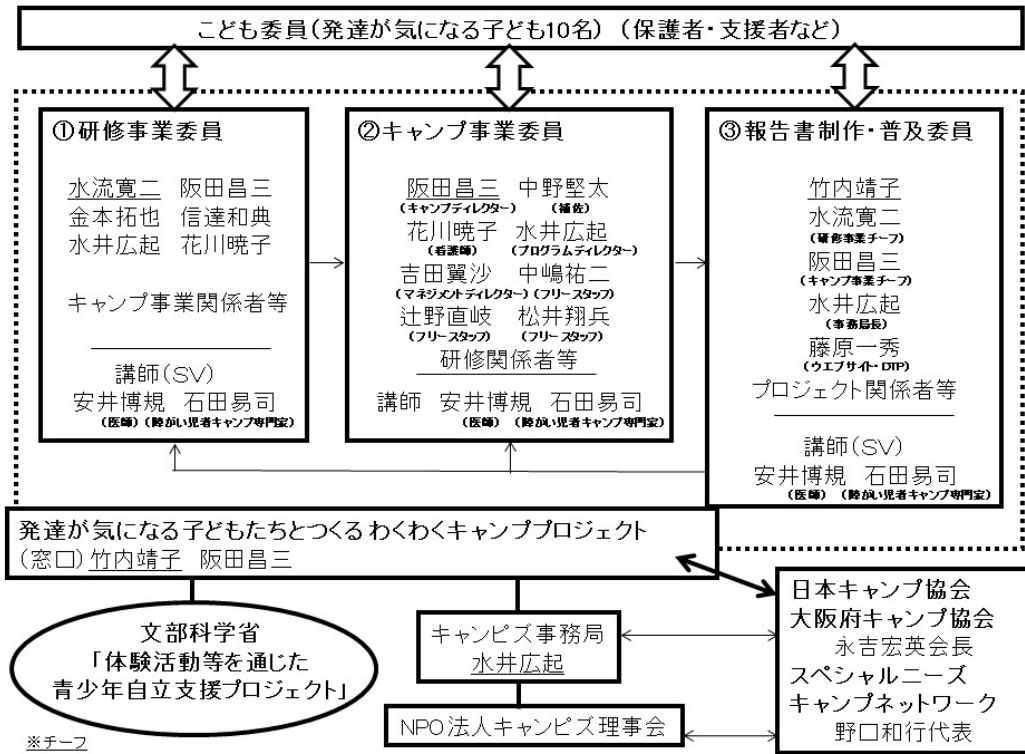 こども委員(発達が気になる子ども10名) (保護者・支援者など)
①研修事業委員
水流寛二 阪田昌三
金本拓也 信達和典
水井広起 花川暁子
キャンプ事業関係者等
講師(SV)
安井博規 石田易司
(医師) (障がい児者キャンプ専門家)
②キャンプ事業委員
阪田昌三 中野堅太
(キャンプディレクター) (補佐)
花川暁子 水井広起
(看護師) (プログラムディレクター)
吉田翼沙 中嶋祐二
(マネジメントディレクター) (フリースタッフ)
辻野直岐 松井翔兵
(フリースタッフ) (フリースタッフ)
研修関係者等
講師 安井博規 石田易司
(医師) (障がい児者キャンプ専門家)
③報告書制作・普及委員
竹内靖子
水流寛二
(研修事業チーフ)
阪田昌三
(キャンプ事業チーフ)
水井広起
(事務局長)
藤原一秀
(ウエブサイト・DTP)
プロジェクト関係者等
講師(SV)
安井博規 石田易司
(医師) (障がい児者キャンプ専門家)
発達が気になる子どもたちとつくる わくわくキャンププロジェクト
(窓口) 竹内靖子 阪田昌三
文部科学省
「体験活動等を通じた
青少年自立支援プロジェクト」
キャンピズ事務局
水井広起
NPO法人キャンピズ理事会
日本キャンプ協会
大阪府キャンプ協会
永吉宏英会長
スペシャルニーズ
キャンプネットワーク
野口和行代表
※チーフ